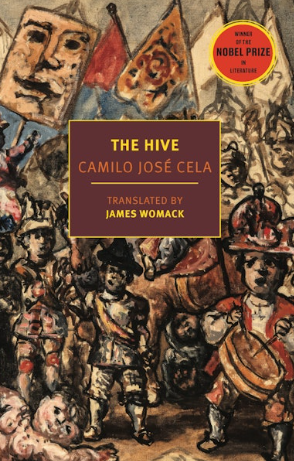 WINNER
OF THE
NOBEL PRIZE
IN
LITERATURE
THE HIVE
CAMILO JOSÉ CELA
TRANSLATED BY
JAMES WOMACK